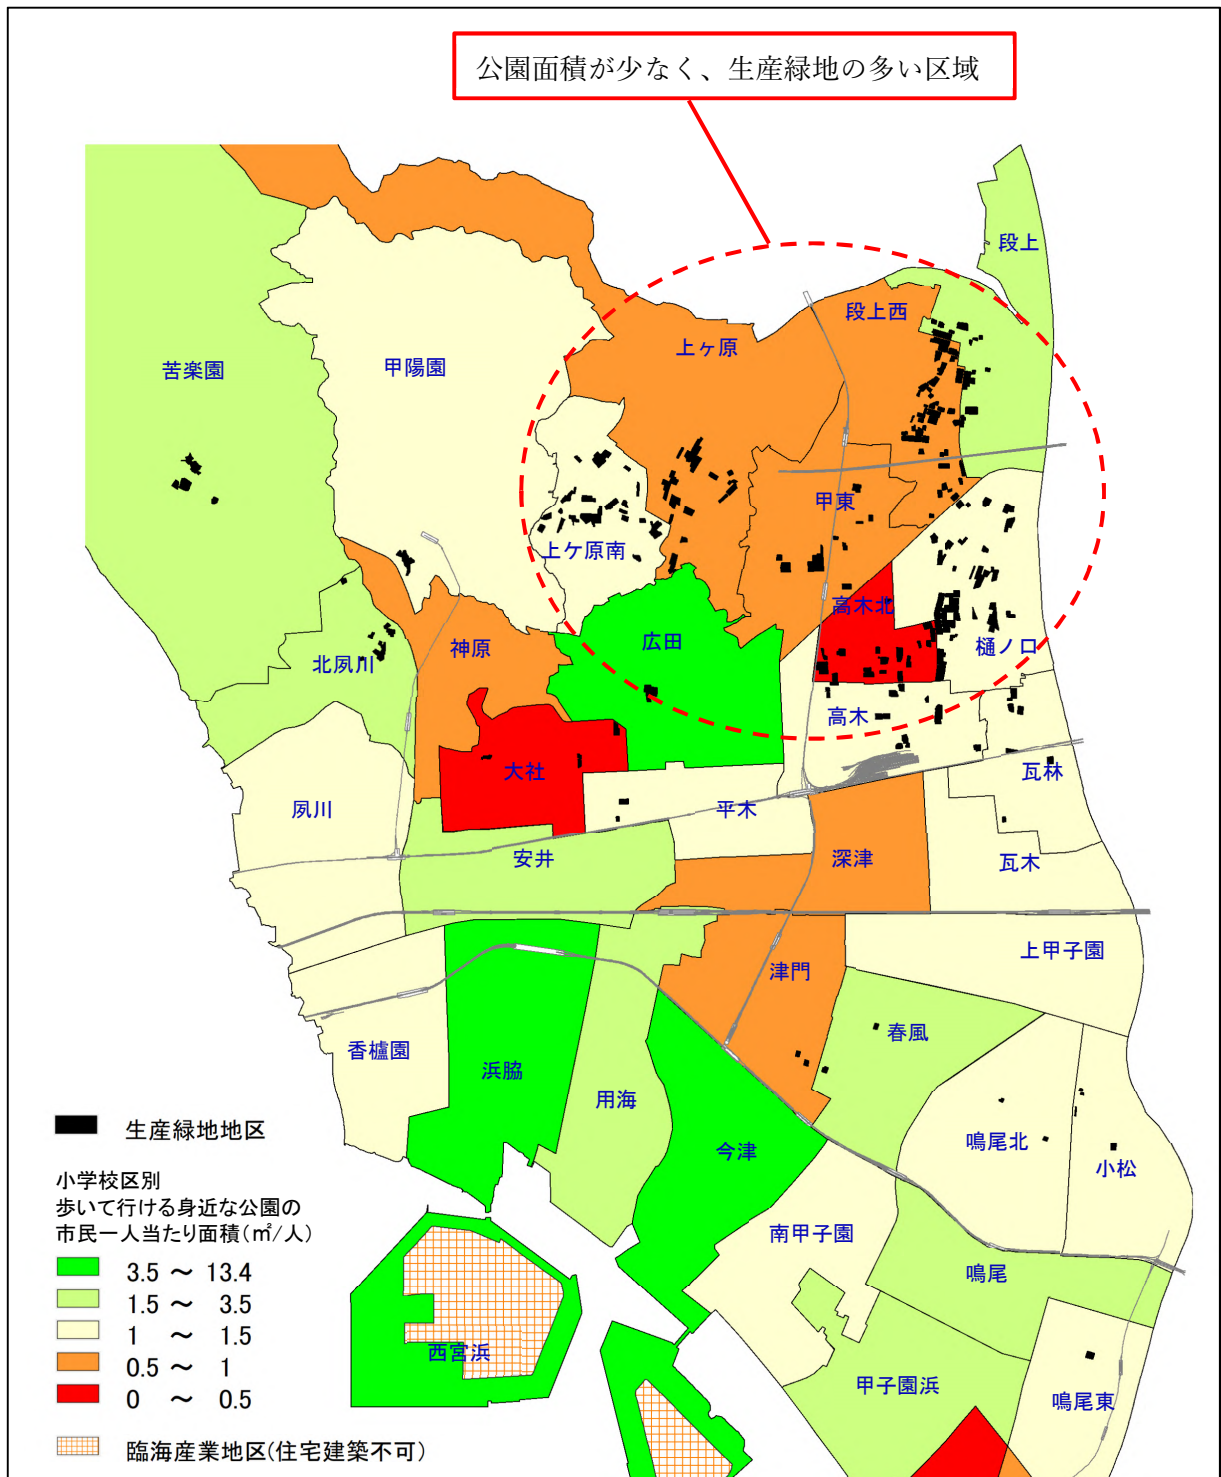 公園面積が少なく、生産緑地の多い区域
段上
段上西
上ヶ原
苦楽園
甲陽園
甲東
上ケ原南
高木北
広田
神原
樋ノ口
北夙川
高木
大社
瓦林
夙川
平木
安井
深津
瓦木
上甲子園
津門
春風
香櫨園
浜脇
用海
今津
鳴尾北
小松
南甲子園
鳴尾
西宮浜
甲子園浜
鳴尾東
生産緑地地区
小学校区別
歩いて行ける身近な公園の
市民一人当たり面積(㎡/人)
3.5 ～ 13.4
1.5 ～ 3.5
1 ～ 1.5
0.5 ～ 1
0 ～ 0.5
臨海産業地区(住宅建築不可)